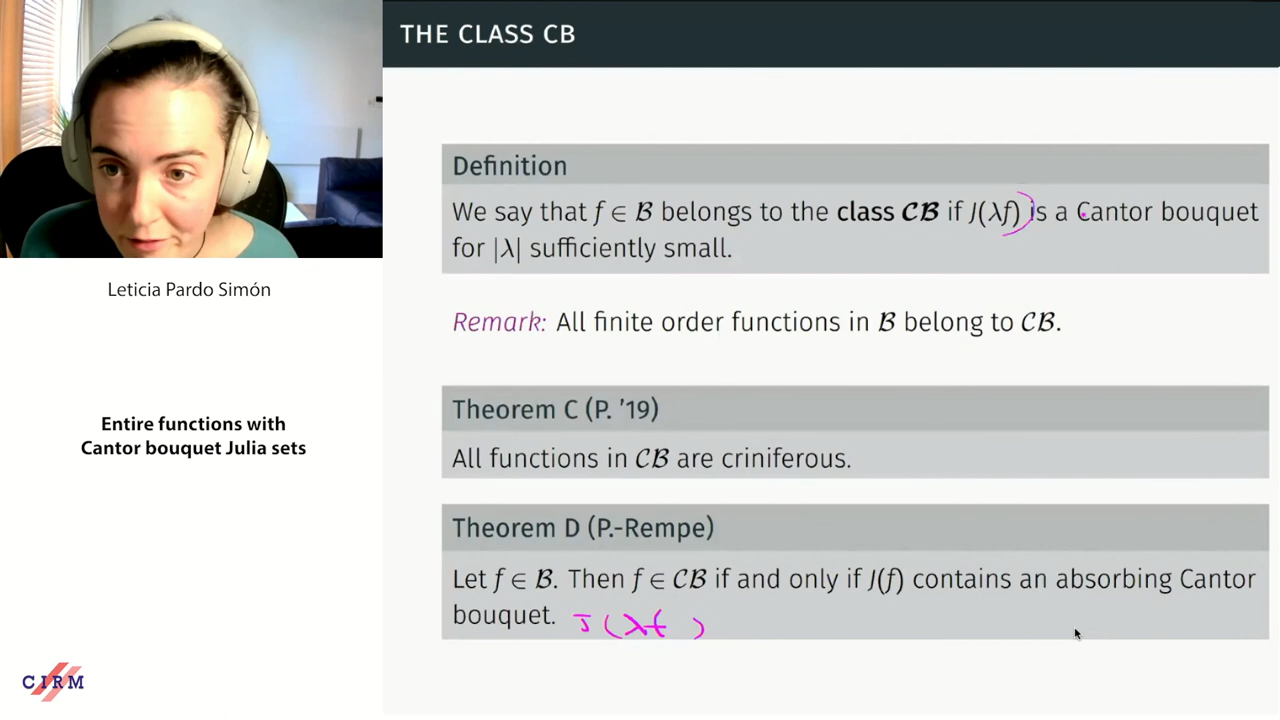 THE CLASS CB
Definition
We say that f ∈ ℬ belongs to the class 𝓒𝓑 if J(λf) is a Cantor bouquet
for |λ| sufficiently small.
Leticia Pardo Simón
Remark: All finite order functions in ℬ belong to 𝒞ℬ.
Entire functions with
Cantor bouquet Julia sets
Theorem C (P. ’19)
All functions in 𝒞ℬ are criniferous.
Theorem D (P.-Rempe)
Let f ∈ ℬ. Then f ∈ 𝒞ℬ if and only if J(f) contains an absorbing Cantor
bouquet. J(λf )
CIRM